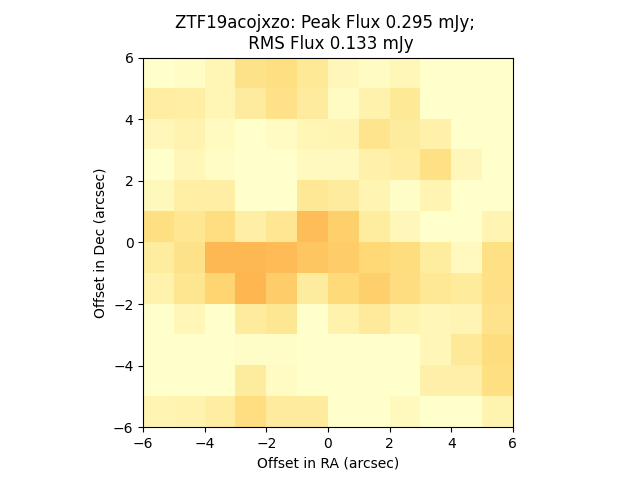 ZTF19acojxzo: Peak Flux 0.295 mJy;
RMS Flux 0.133 mJy
6
4
2
0
−2
−4
−6
Offset in Dec (arcsec)
−6 −4 −2 0 2 4 6
Offset in RA (arcsec)